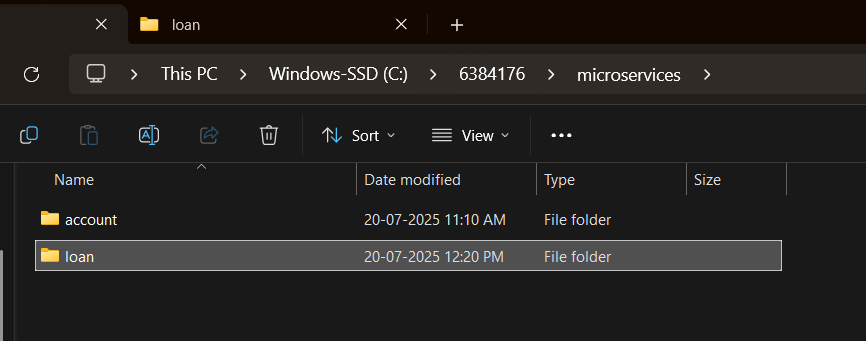 loan
This PC > Windows-SSD (C:) > 6384176 > microservices >
Sort View
Name Date modified Type Size
account 20-07-2025 11:10 AM File folder
loan 20-07-2025 12:20 PM File folder